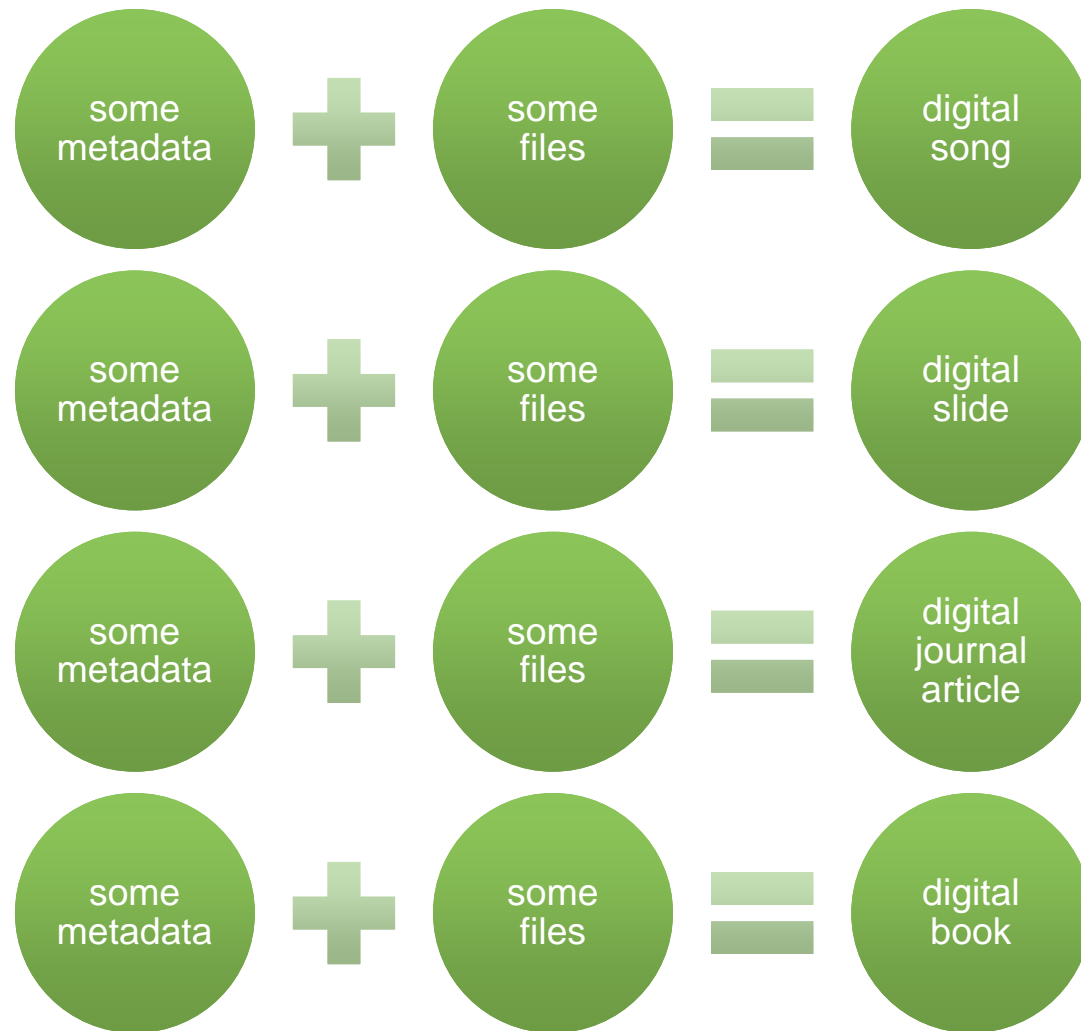 some
metadata
some
files
digital
song
some
metadata
some
files
digital
slide
some
metadata
some
files
digital
journal
article
some
metadata
some
files
digital
book